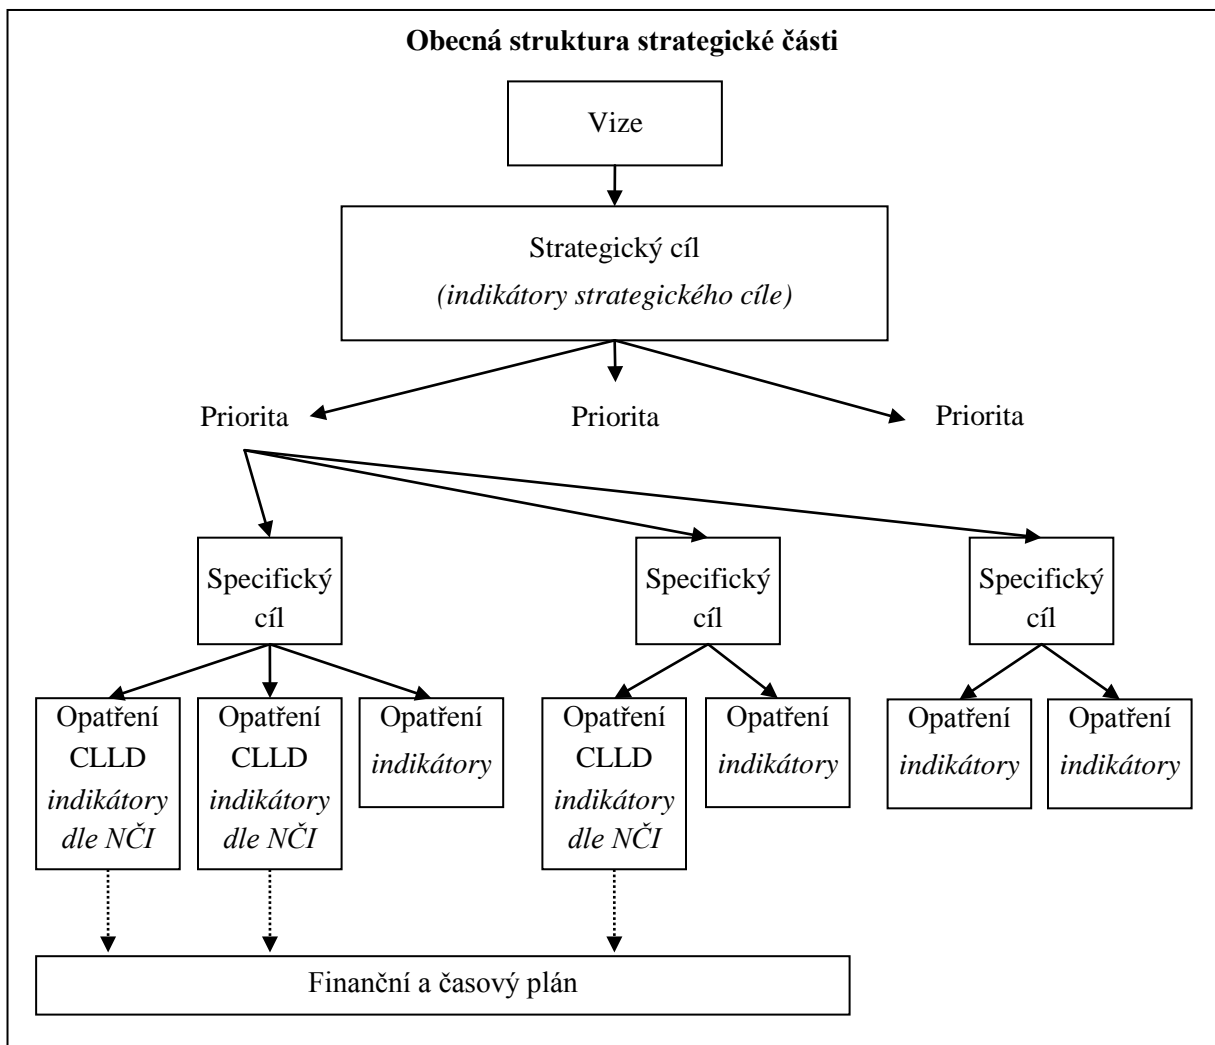 Obecná struktura strategické části
Vize
Strategický cíl
(indikátory strategického cíle)
Priorita
Priorita
Priorita
Specifický
cíl
Specifický
cíl
Specifický
cíl
Opatření
CLLD
indikátory
dle NČI
Opatření
CLLD
indikátory
dle NČI
Opatření
indikátory
Opatření
CLLD
indikátory
dle NČI
Opatření
indikátory
Opatření
indikátory
Opatření
indikátory
Finanční a časový plán